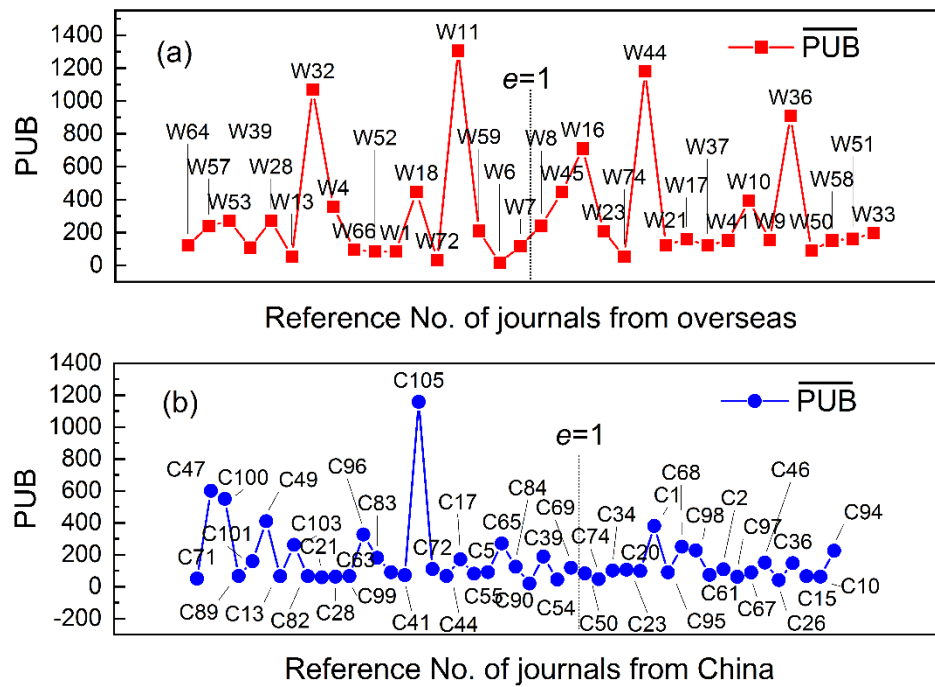 (a)
PUB
PUB
1400
1200
1000
800
600
400
200
0
e=1
W64
W57
W53
W39
W28
W13
W32
W4
W66
W52
W1
W18
W72
W11
W59
W6
W7
W8
W45
W16
W23
W74
W44
W21
W17
W37
W41
W10
W9
W36
W50
W58
W51
W33
Reference No. of journals from overseas
(b)
PUB
PUB
1400
1200
1000
800
600
400
200
0
-200
e=1
C71
C47
C100
C89
C101
C49
C13
C103
C82
C21
C28
C63
C96
C99
C83
C41
C105
C72
C44
C17
C55
C5
C65
C84
C90
C39
C54
C69
C74
C50
C34
C20
C23
C1
C95
C68
C98
C61
C2
C97
C67
C46
C26
C36
C15
C10
C94
Reference No. of journals from China